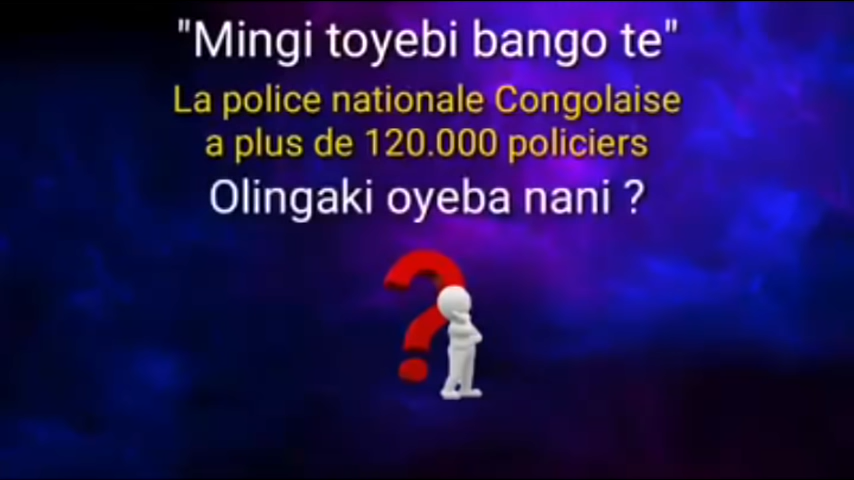 "Mingi toyebi bango te"
La police nationale Congolaise
a plus de 120.000 policiers
Olingaki oyeba nani ?
?